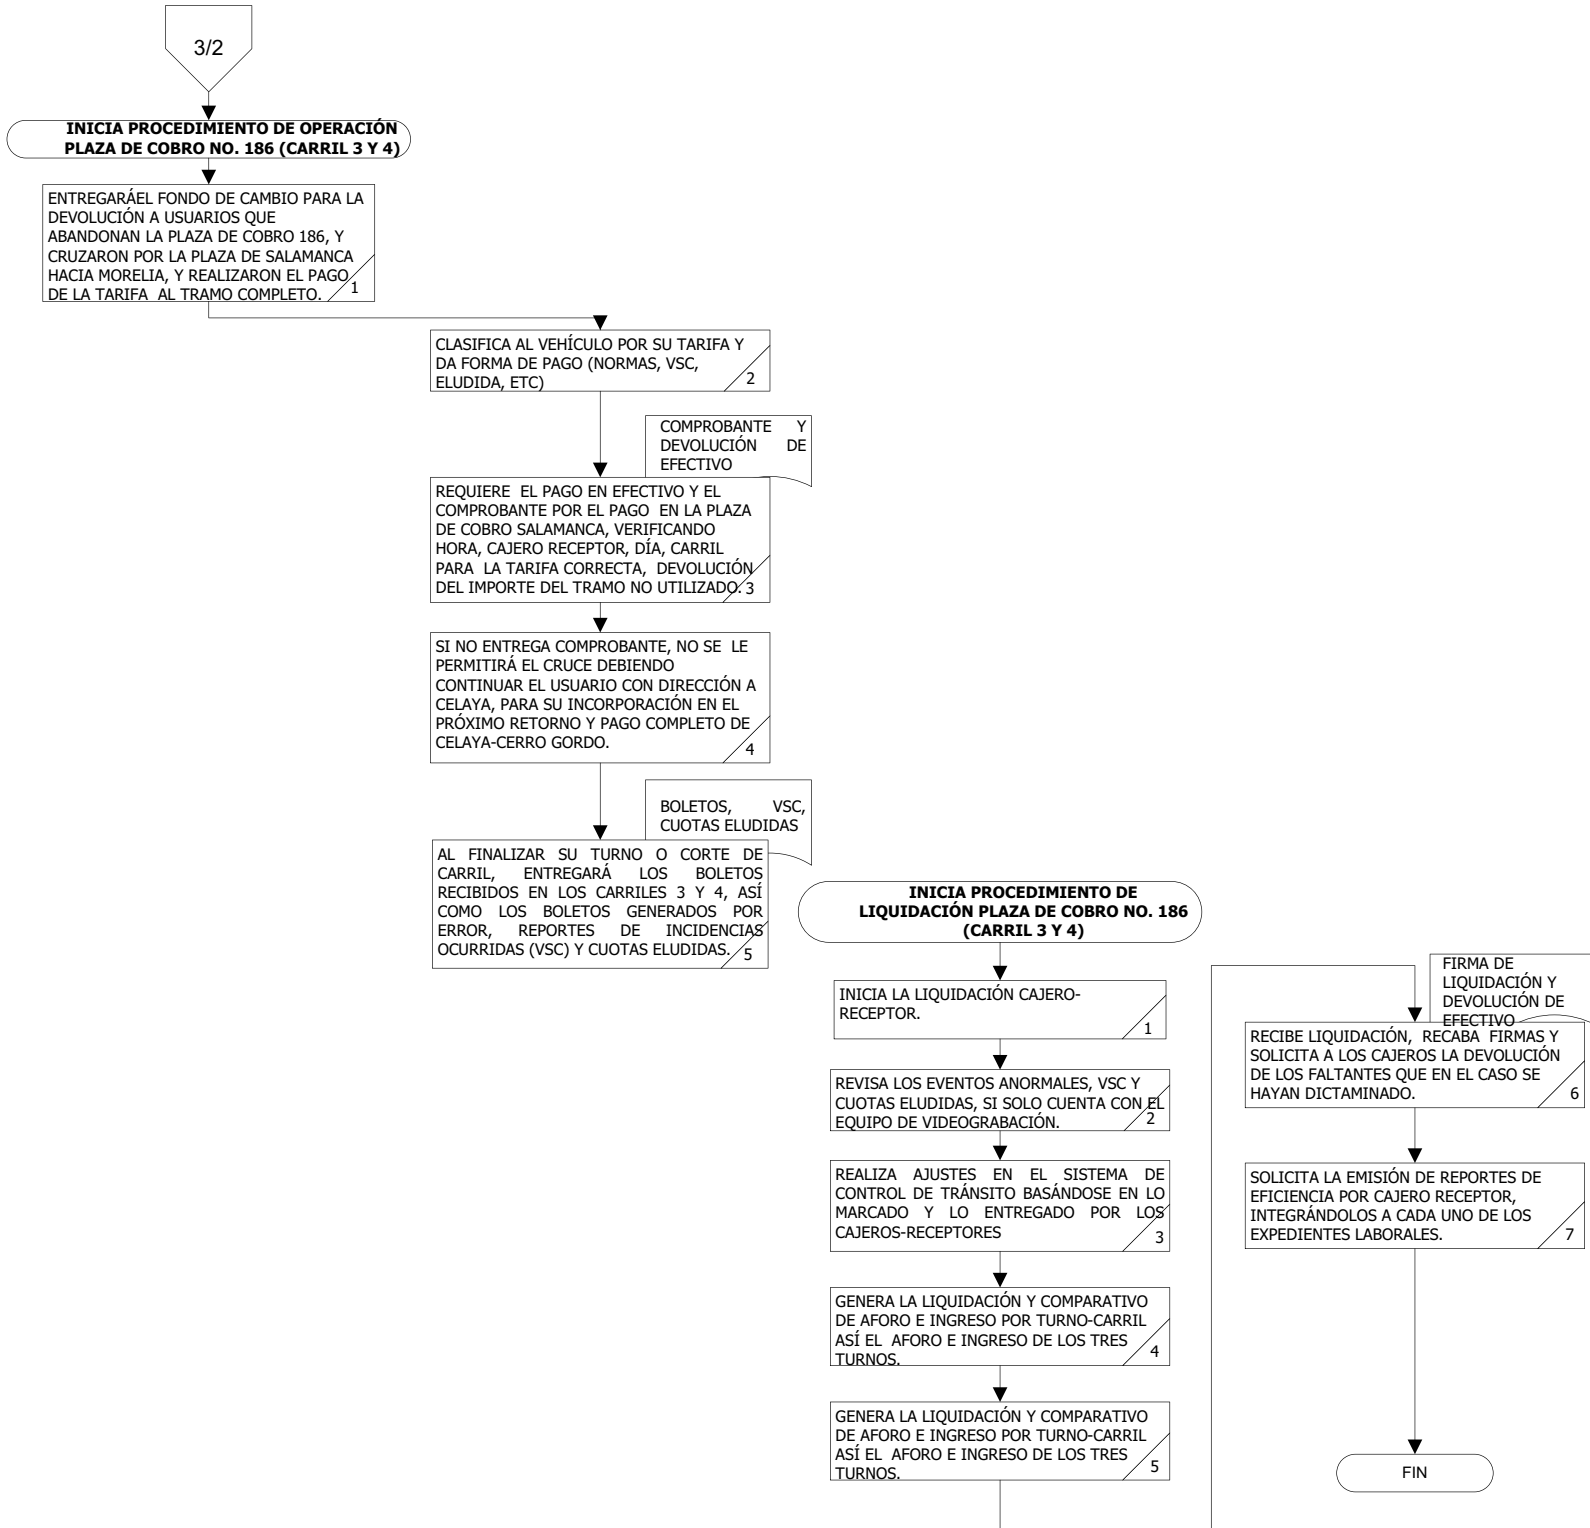 3/2
INICIA PROCEDIMIENTO DE OPERACIÓN
PLAZA DE COBRO NO. 186 (CARRIL 3 Y 4)
ENTREGARÁEL FONDO DE CAMBIO PARA LA
DEVOLUCIÓN A USUARIOS QUE
ABANDONAN LA PLAZA DE COBRO 186, Y
CRUZARON POR LA PLAZA DE SALAMANCA
HACIA MORELIA, Y REALIZARON EL PAGO
DE LA TARIFA AL TRAMO COMPLETO.
1
CLASIFICA AL VEHÍCULO POR SU TARIFA Y
DA FORMA DE PAGO (NORMAS, VSC,
ELUDIDA, ETC)
2
COMPROBANTE Y
DEVOLUCIÓN DE
EFECTIVO
REQUIERE EL PAGO EN EFECTIVO Y EL
COMPROBANTE POR EL PAGO EN LA PLAZA
DE COBRO SALAMANCA, VERIFICANDO
HORA, CAJERO RECEPTOR, DÍA, CARRIL
PARA LA TARIFA CORRECTA, DEVOLUCIÓN
DEL IMPORTE DEL TRAMO NO UTILIZADO.
3
SI NO ENTREGA COMPROBANTE, NO SE LE
PERMITIRÁ EL CRUCE DEBIENDO
CONTINUAR EL USUARIO CON DIRECCIÓN A
CELAYA, PARA SU INCORPORACIÓN EN EL
PRÓXIMO RETORNO Y PAGO COMPLETO DE
CELAYA-CERRO GORDO.
4
BOLETOS, VSC,
CUOTAS ELUDIDAS
AL FINALIZAR SU TURNO O CORTE DE
CARRIL, ENTREGARÁ LOS BOLETOS
RECIBIDOS EN LOS CARRILES 3 Y 4, ASÍ
COMO LOS BOLETOS GENERADOS POR
ERROR, REPORTES DE INCIDENCIAS
OCURRIDAS (VSC) Y CUOTAS ELUDIDAS.
5
INICIA PROCEDIMIENTO DE
LIQUIDACIÓN PLAZA DE COBRO NO. 186
(CARRIL 3 Y 4)
INICIA LA LIQUIDACIÓN CAJERO-
RECEPTOR.
1
REVISA LOS EVENTOS ANORMALES, VSC Y
CUOTAS ELUDIDAS, SI SOLO CUENTA CON EL
EQUIPO DE VIDEOGRABACIÓN.
2
REALIZA AJUSTES EN EL SISTEMA DE
CONTROL DE TRÁNSITO BASÁNDOSE EN LO
MARCADO Y LO ENTREGADO POR LOS
CAJEROS-RECEPTORES
3
GENERA LA LIQUIDACIÓN Y COMPARATIVO
DE AFORO E INGRESO POR TURNO-CARRIL
ASÍ EL AFORO E INGRESO DE LOS TRES
TURNOS.
4
GENERA LA LIQUIDACIÓN Y COMPARATIVO
DE AFORO E INGRESO POR TURNO-CARRIL
ASÍ EL AFORO E INGRESO DE LOS TRES
TURNOS.
5
FIRMA DE
LIQUIDACIÓN Y
DEVOLUCIÓN DE
EFECTIVO
RECIBE LIQUIDACIÓN, RECABA FIRMAS Y
SOLICITA A LOS CAJEROS LA DEVOLUCIÓN
DE LOS FALTANTES QUE EN EL CASO SE
HAYAN DICTAMINADO.
6
SOLICITA LA EMISIÓN DE REPORTES DE
EFICIENCIA POR CAJERO RECEPTOR,
INTEGRÁNDOLOS A CADA UNO DE LOS
EXPEDIENTES LABORALES.
7
FIN